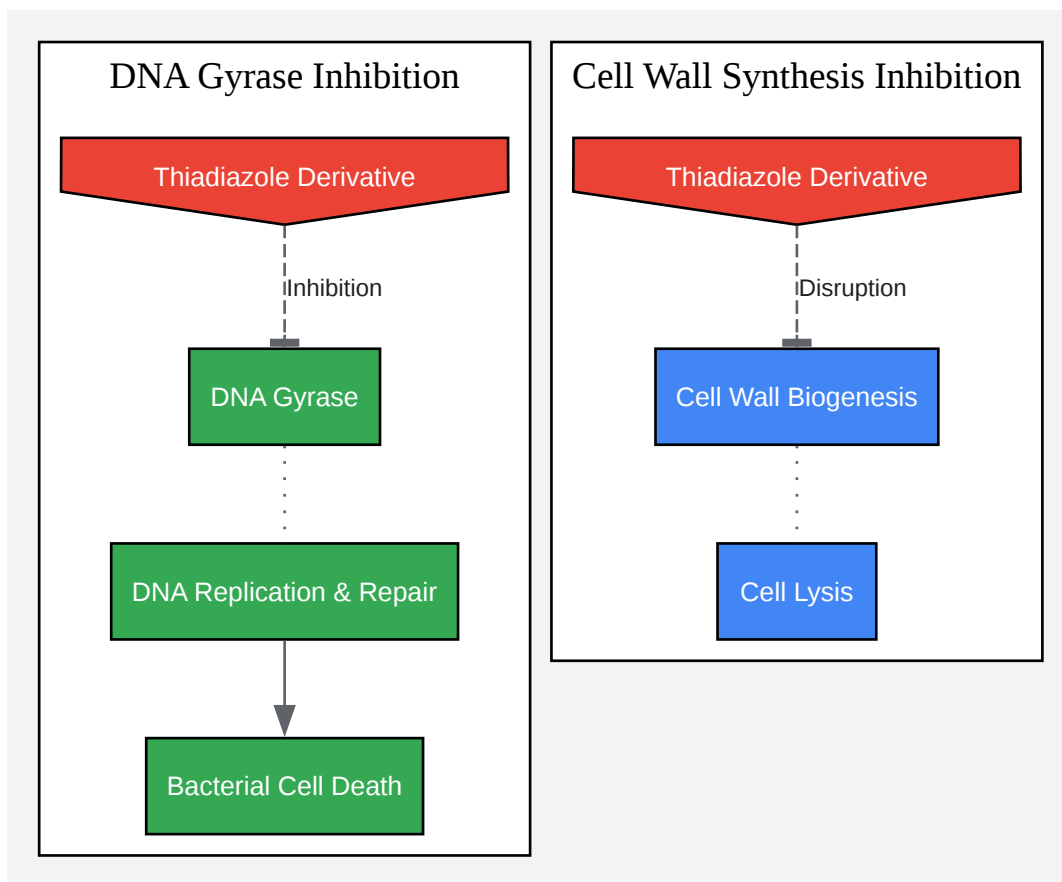 DNA Gyrase Inhibition
Thiadiazole Derivative
Inhibition
DNA Gyrase
DNA Replication & Repair
Bacterial Cell Death
Cell Wall Synthesis Inhibition
Thiadiazole Derivative
Disruption
Cell Wall Biogenesis
Cell Lysis